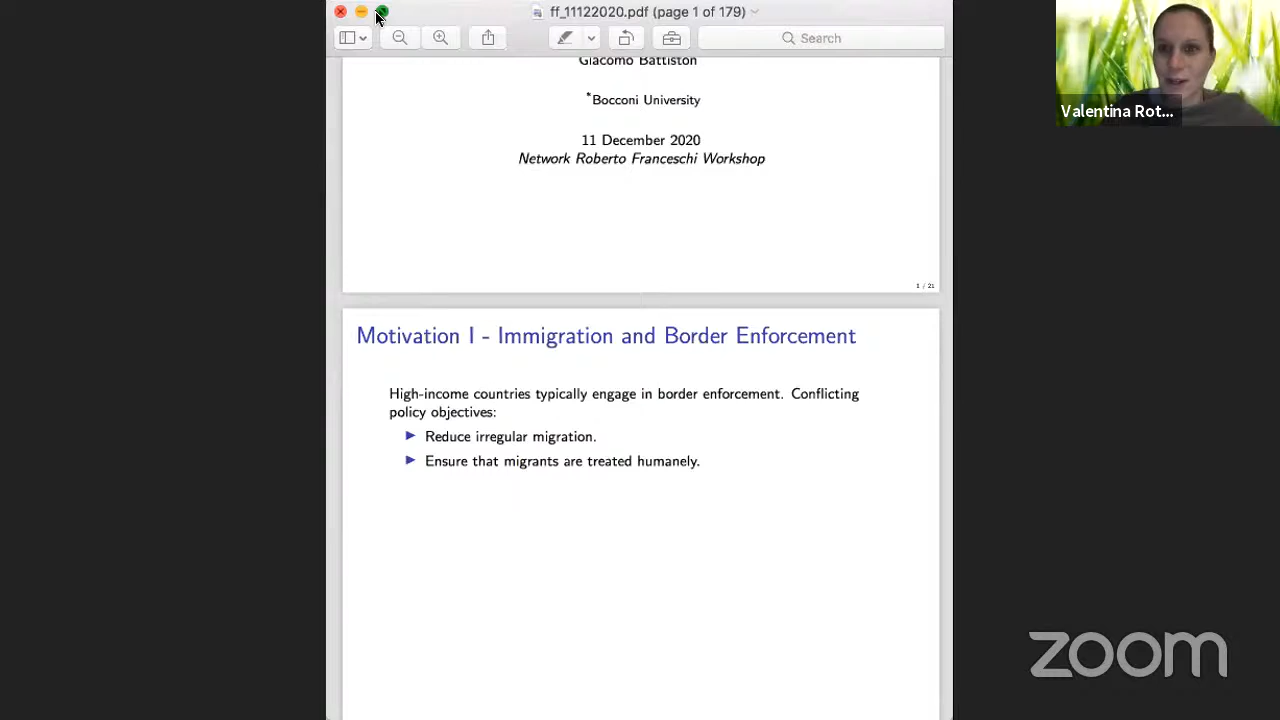 ff_11122020.pdf (page 1 of 179)
Search
Giacomo Battiston
*Bocconi University
11 December 2020
Network Roberto Franceschi Workshop
1 / 21
Motivation I - Immigration and Border Enforcement
High-income countries typically engage in border enforcement. Conflicting
policy objectives:
Reduce irregular migration.
Ensure that migrants are treated humanely.
Valentina Rot...
zoom